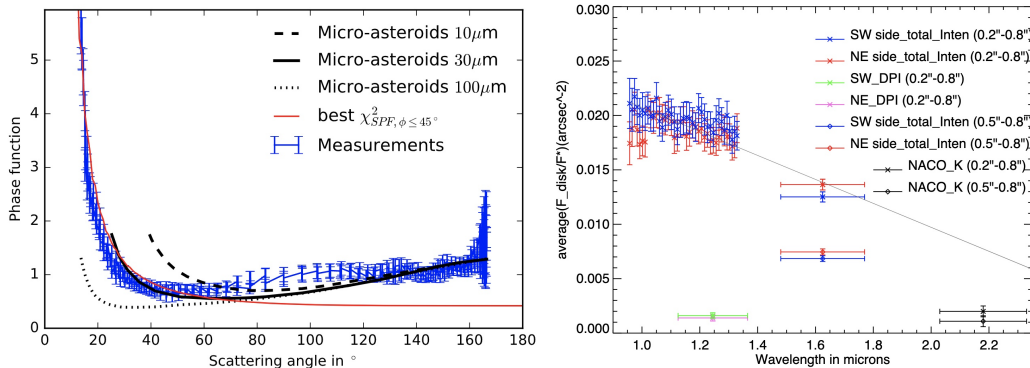 Phase function
5
4
3
2
1
0
0 20 40 60 80 100 120 140 160 180
Scattering angle in °
Micro-asteroids 10μm
Micro-asteroids 30μm
Micro-asteroids 100μm
best χ²SPF, ϕ≤45°
Measurements
average(F_disk/F*)(arcsec^-2)
0.030
0.025
0.020
0.015
0.010
0.005
0.000
1.0 1.2 1.4 1.6 1.8 2.0 2.2
Wavelength in microns
SW side_total_Inten (0.2"-0.8")
NE side_total_Inten (0.2"-0.8")
SW_DPI (0.2"-0.8")
NE_DPI (0.2"-0.8")
SW side_total_Inten (0.5"-0.8")
NE side_total_Inten (0.5"-0.8")
NACO_K (0.2"-0.8")
NACO_K (0.5"-0.8")